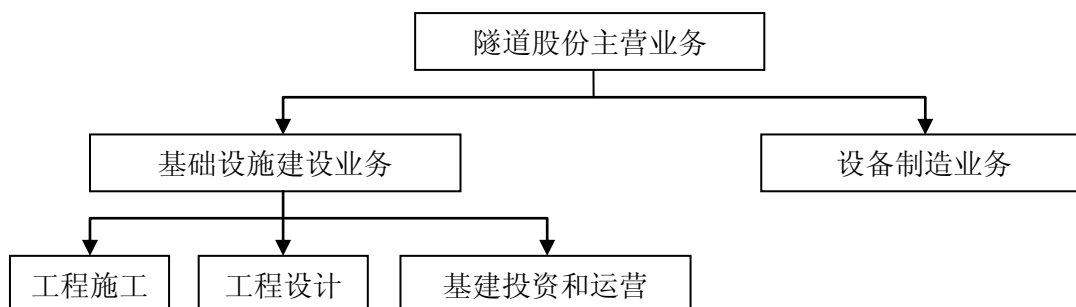 隧道股份主营业务
基础设施建设业务
设备制造业务
工程施工
工程设计
基建投资和运营